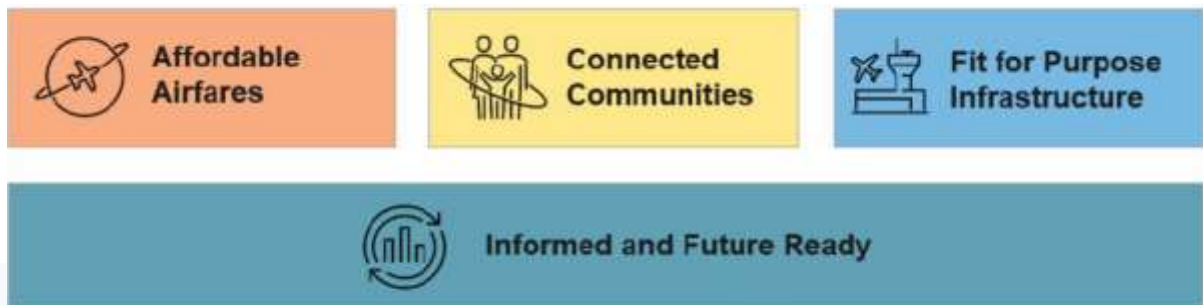 Affordable
Airfares
Connected
Communities
Fit for Purpose
Infrastructure
Informed and Future Ready